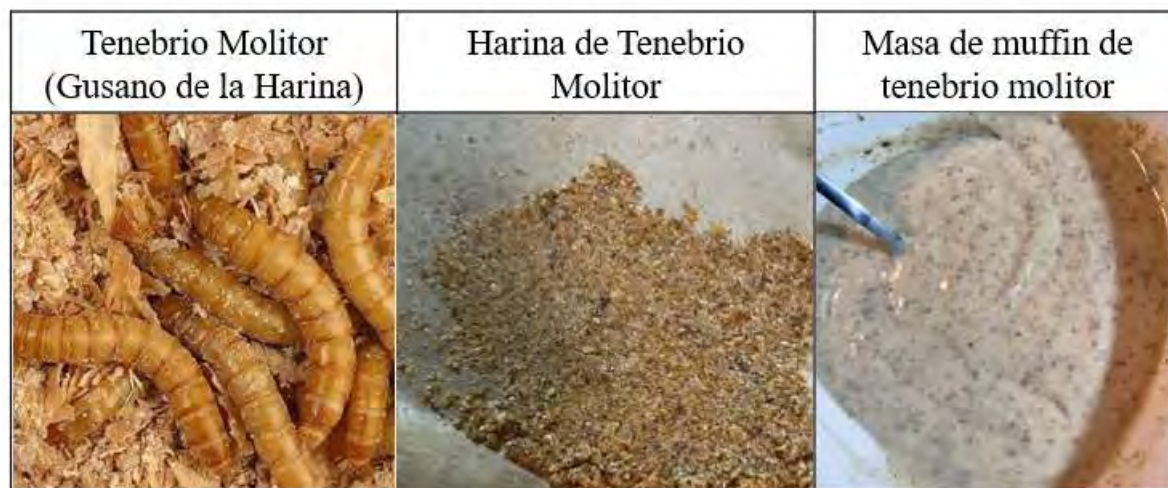 Tenebrio Molitor
(Gusano de la Harina)
Harina de Tenebrio
Molitor
Masa de muffin de
tenebrio molitor